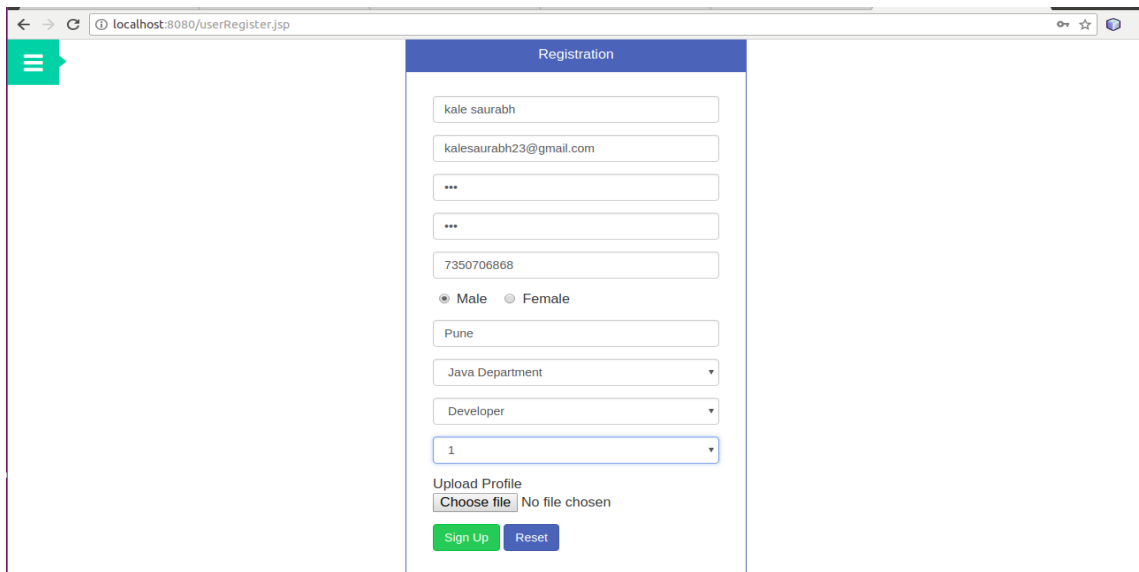 localhost:8080/userRegister.jsp
Registration
kale saurabh
kalesaurabh23@gmail.com
•••
•••
7350706868
Male Female
Pune
Java Department
Developer
1
Upload Profile
Choose file No file chosen
Sign Up Reset